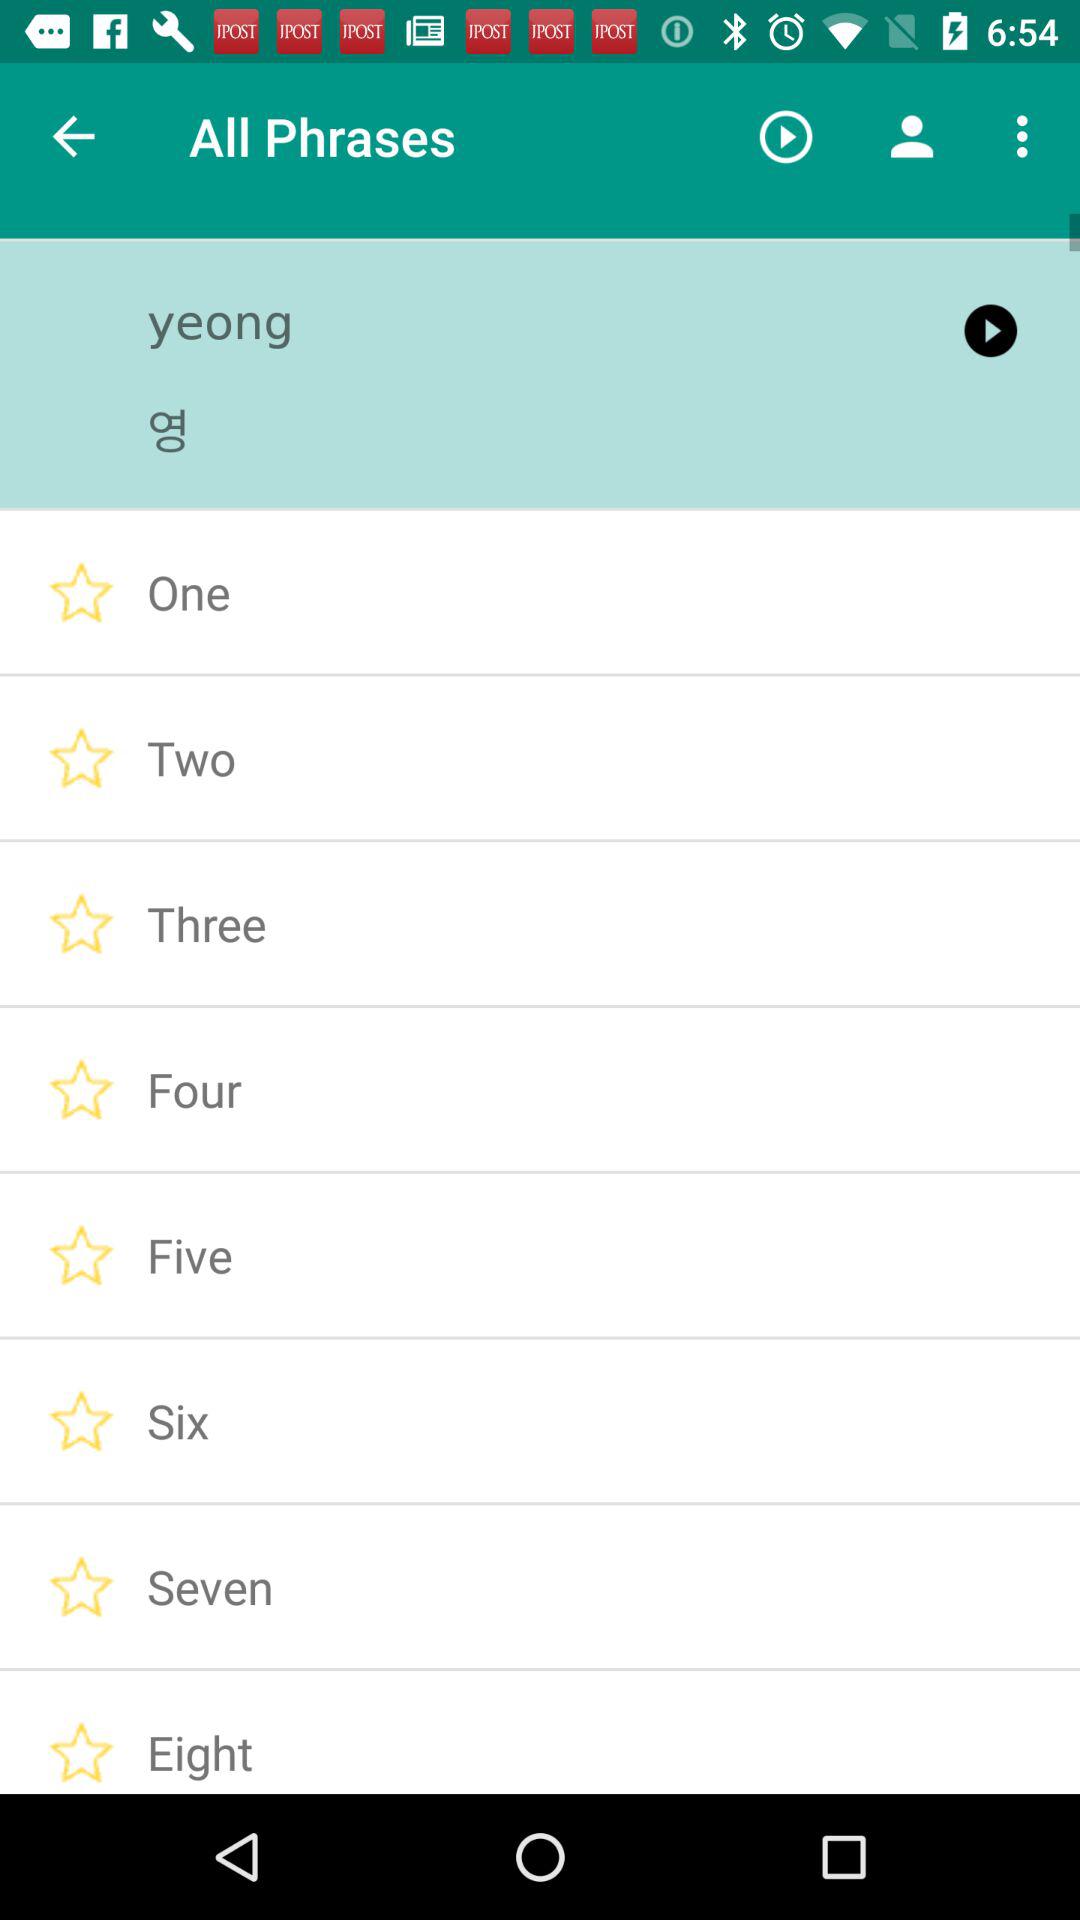 JPOST JPOST JPOST JPOST JPOST JPOST 6:54
All Phrases
yeong
영
One
Two
Three
Four
Five
Six
Seven
Eight